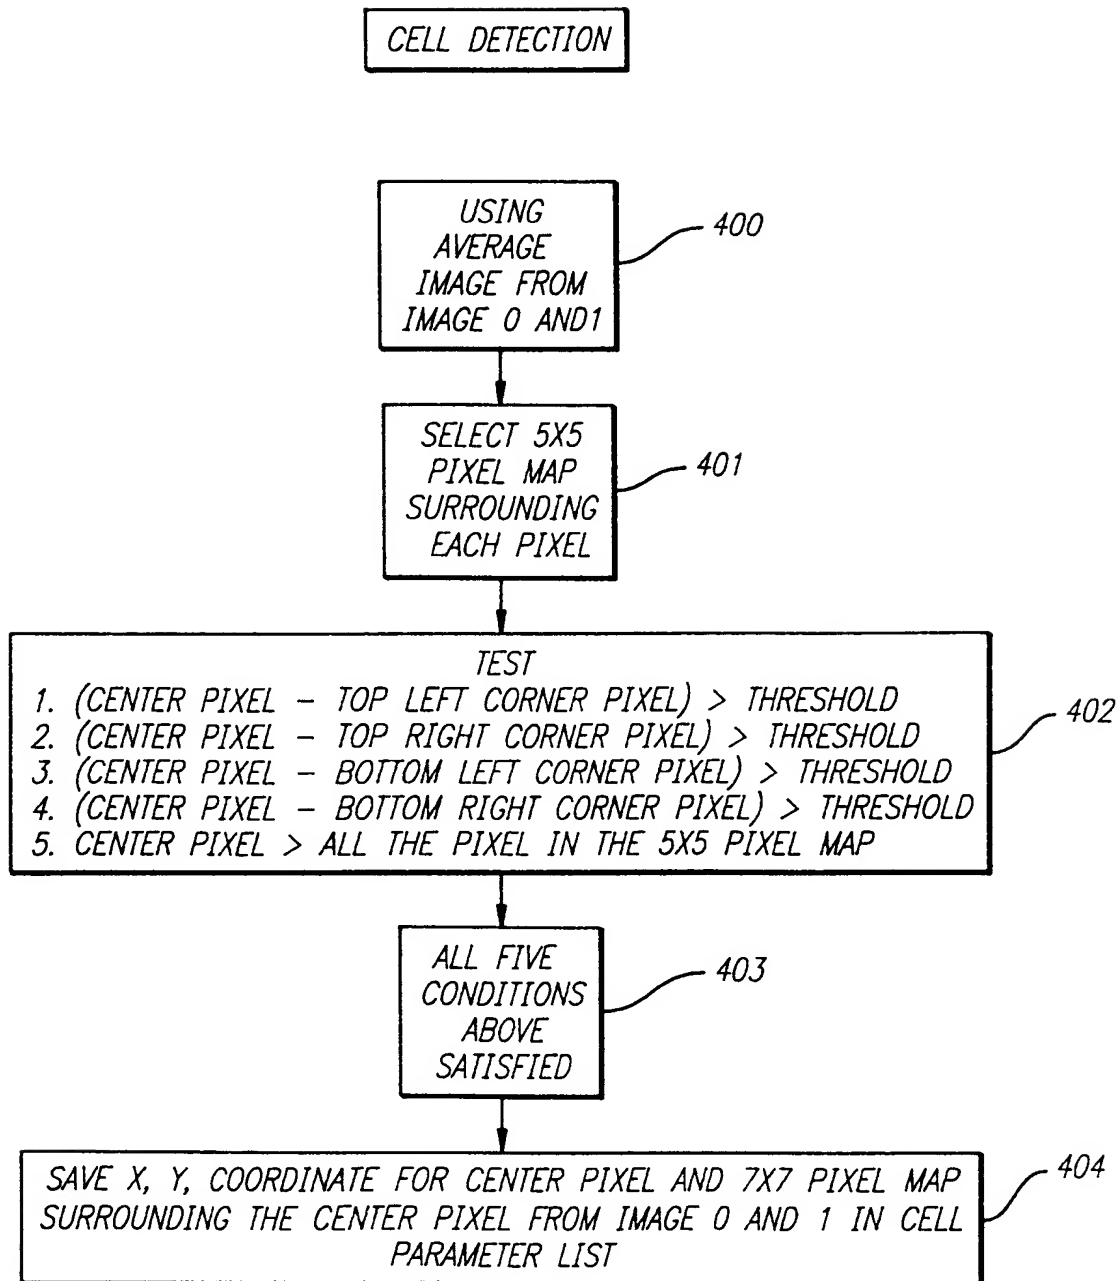 CELL DETECTION
USING
AVERAGE
IMAGE FROM
IMAGE 0 AND1
400
SELECT 5X5
PIXEL MAP
SURROUNDING
EACH PIXEL
401
TEST
1. (CENTER PIXEL – TOP LEFT CORNER PIXEL) > THRESHOLD
2. (CENTER PIXEL – TOP RIGHT CORNER PIXEL) > THRESHOLD
3. (CENTER PIXEL – BOTTOM LEFT CORNER PIXEL) > THRESHOLD
4. (CENTER PIXEL – BOTTOM RIGHT CORNER PIXEL) > THRESHOLD
5. CENTER PIXEL > ALL THE PIXEL IN THE 5X5 PIXEL MAP
402
ALL FIVE
CONDITIONS
ABOVE
SATISFIED
403
SAVE X, Y, COORDINATE FOR CENTER PIXEL AND 7X7 PIXEL MAP
SURROUNDING THE CENTER PIXEL FROM IMAGE 0 AND 1 IN CELL
PARAMETER LIST
404